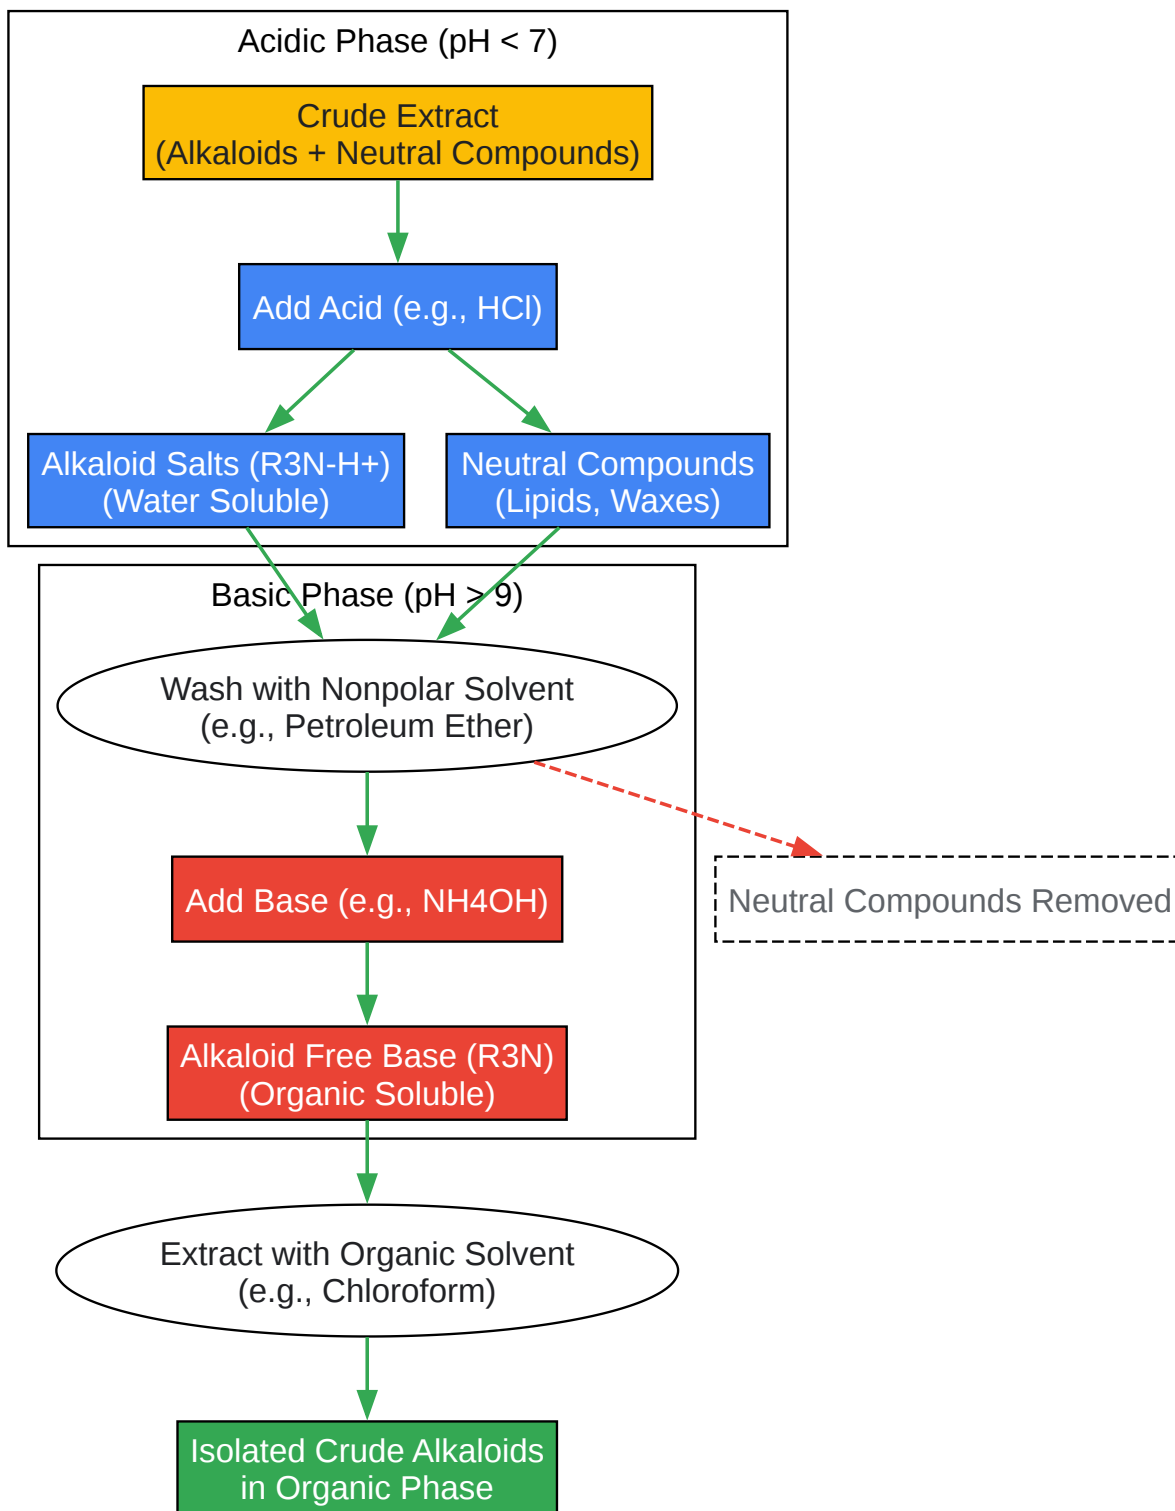 Acidic Phase (pH < 7)
Crude Extract
(Alkaloids + Neutral Compounds)
Add Acid (e.g., HCl)
Alkaloid Salts (R3N-H+)
(Water Soluble)
Neutral Compounds
(Lipids, Waxes)
Basic Phase (pH > 9)
Wash with Nonpolar Solvent
(e.g., Petroleum Ether)
Add Base (e.g., NH4OH)
Neutral Compounds Removed
Alkaloid Free Base (R3N)
(Organic Soluble)
Extract with Organic Solvent
(e.g., Chloroform)
Isolated Crude Alkaloids
in Organic Phase